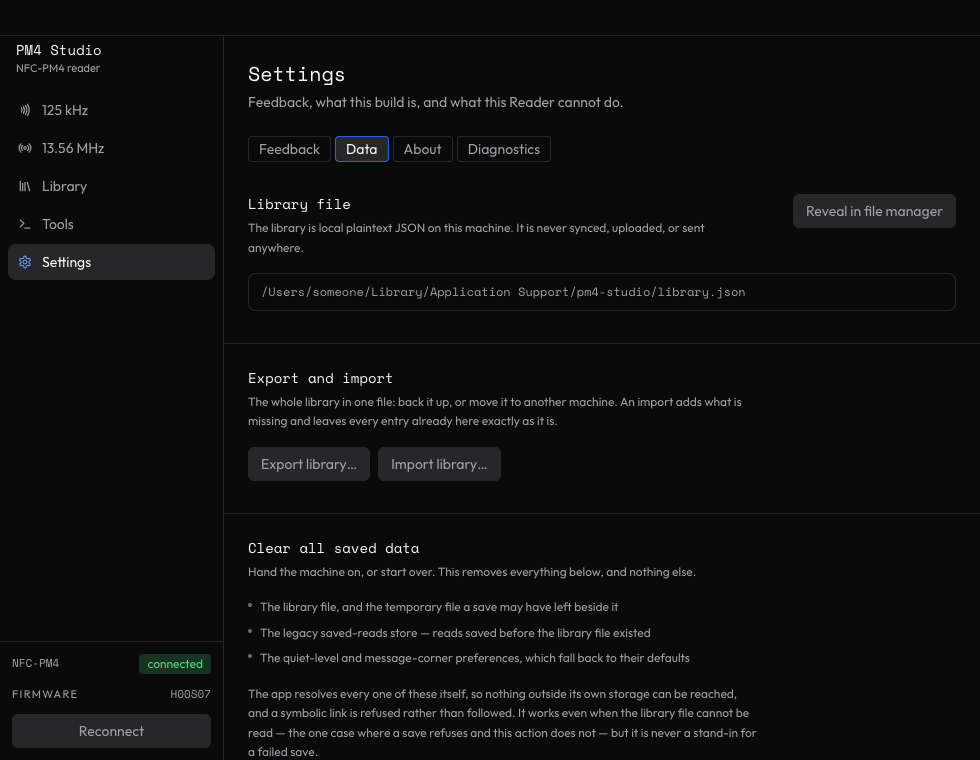 PM4 Studio
NFC-PM4 reader
125 kHz
13.56 MHz
Library
Tools
Settings
NFC-PM4
connected
FIRMWARE
H00S07
Reconnect
Settings
Feedback, what this build is, and what this Reader cannot do.
Feedback
Data
About
Diagnostics
Library file
The library is local plaintext JSON on this machine. It is never synced, uploaded, or sent
anywhere.
Reveal in file manager
/Users/someone/Library/Application Support/pm4-studio/library.json
Export and import
The whole library in one file: back it up, or move it to another machine. An import adds what is
missing and leaves every entry already here exactly as it is.
Export library…
Import library…
Clear all saved data
Hand the machine on, or start over. This removes everything below, and nothing else.
The library file, and the temporary file a save may have left beside it
The legacy saved-reads store — reads saved before the library file existed
The quiet-level and message-corner preferences, which fall back to their defaults
The app resolves every one of these itself, so nothing outside its own storage can be reached,
and a symbolic link is refused rather than followed. It works even when the library file cannot be
read — the one case where a save refuses and this action does not — but it is never a stand-in for
a failed save.